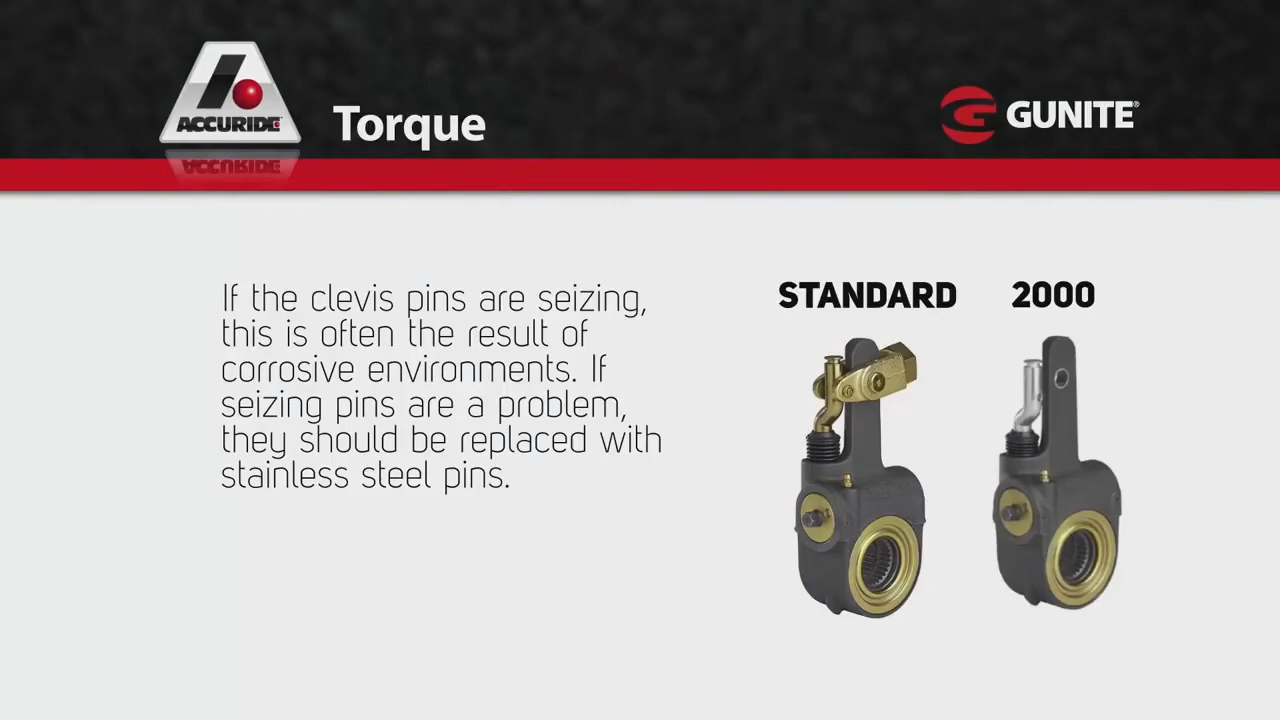 ACCURIDE
Torque
GUNITE®
If the clevis pins are seizing,
this is often the result of
corrosive environments. If
seizing pins are a problem,
they should be replaced with
stainless steel pins.
STANDARD
2000